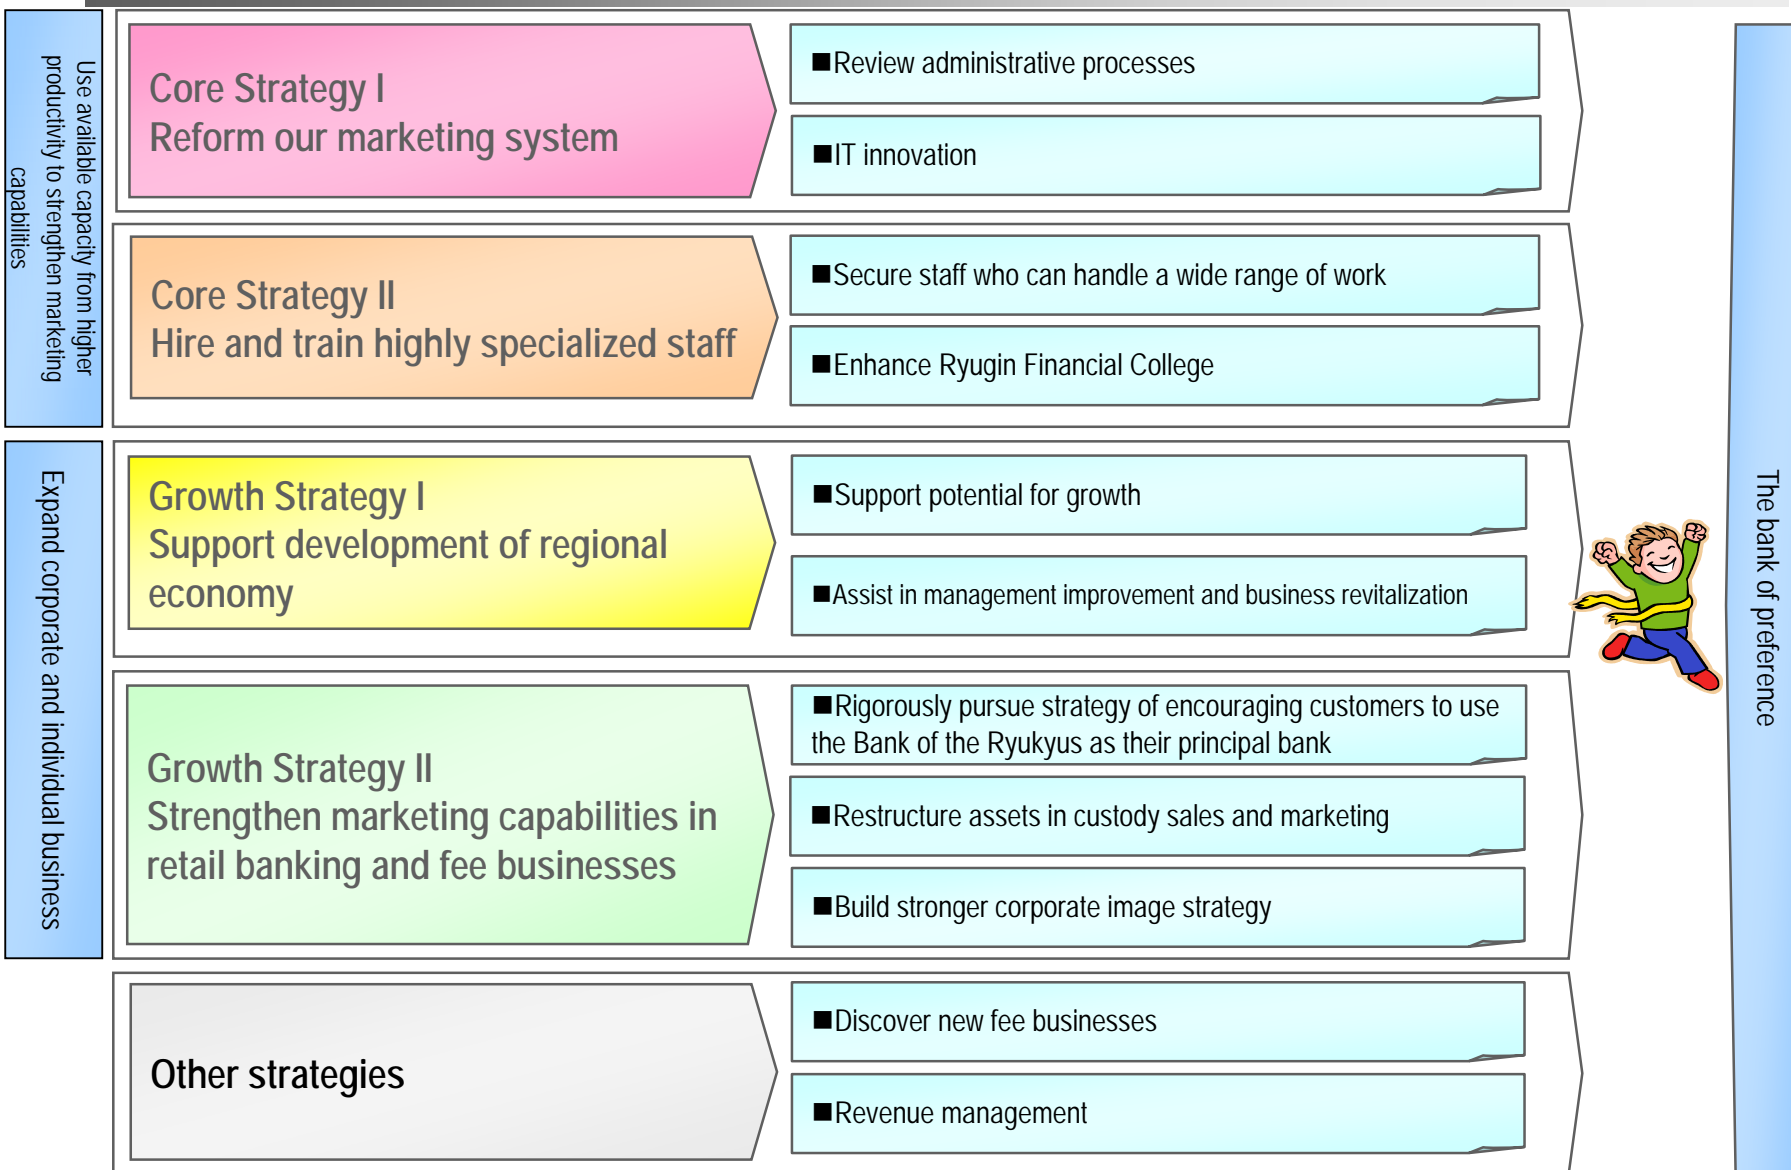 Use available capacity from higher
productivity to strengthen marketing
capabilities
Core Strategy I
Reform our marketing system
■Review administrative processes
■IT innovation
Core Strategy II
Hire and train highly specialized staff
■Secure staff who can handle a wide range of work
■Enhance Ryugin Financial College
Expand corporate and individual business
Growth Strategy I
Support development of regional
economy
■Support potential for growth
■Assist in management improvement and business revitalization
Growth Strategy II
Strengthen marketing capabilities in
retail banking and fee businesses
■Rigorously pursue strategy of encouraging customers to use
the Bank of the Ryukyus as their principal bank
■Restructure assets in custody sales and marketing
■Build stronger corporate image strategy
Other strategies
■Discover new fee businesses
■Revenue management
The bank of preference